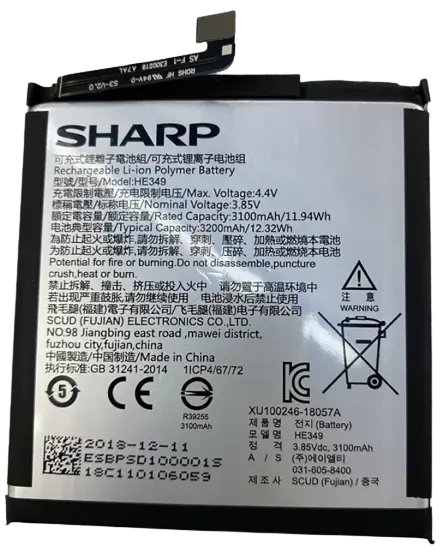 AS F-1
E300219 A7AL
ROHS HF 94V-0
S3-V2.0
SHARP
可充式鋰離子電池組/可充式锂离子电池组
Rechargeable Li-ion Polymer Battery
型號/型号/Model:HE349
充電限制電壓/充电限制电压/Max. Voltage:4.4V
標稱電壓/标称电压/Nominal Voltage:3.85V
額定電容量/额定容量/Rated Capacity:3100mAh/11.94Wh
电池典型容量/Typical Capacity:3200mAh/12.32Wh
為防止起火或爆炸,請勿拆解、穿刺、壓碎、加熱或燃燒本電池
为防止起火或爆炸,请勿拆解、穿刺、压碎、加热或燃烧本电池
Potential for fire or burning.Do not disassemble,puncture
crush,heat or burn.
禁止拆解、撞击、挤压或投入火中 请勿置于高温环境中
若出现严重鼓胀,请勿继续使用 电池浸水后禁止使用
飛毛腿(福建)電子有限公司/飞毛腿(福建)电子有限公司
SCUD (FUJIAN) ELECTRONICS CO.,LTD.
NO.98 Jiangbing east road ,mawei district,
fuzhou city,fujian,china.
中國製造/中国制造/Made in China
执行标准:GB 31241-2014 1ICP4/67/72
5
R39255
3100mAh
警告
XU100246-18057A
품 명 전지 (Battery)
모델명 HE349
정 격 3.85Vdc, 3100mAh
A / S (주)에이엘티
031-605-8400
제조사 SCUD (Fujian) / 중국
2018-12-11
ESBPSD100001S
18C110106059